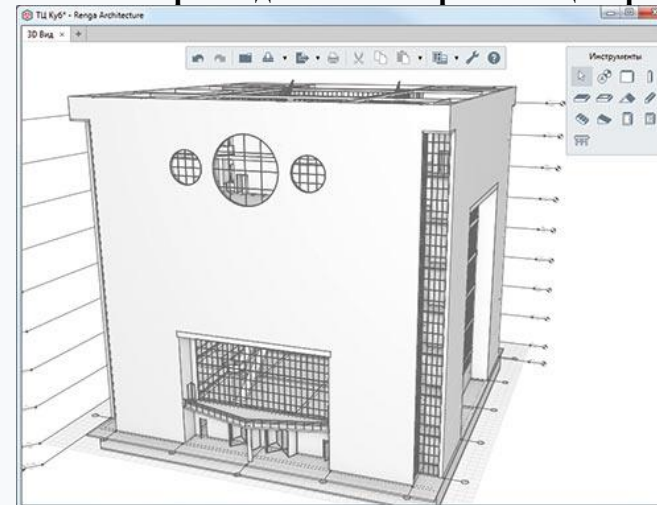 ТЦ Куб* - Renga Architecture
3D Вид × +
Инструменты